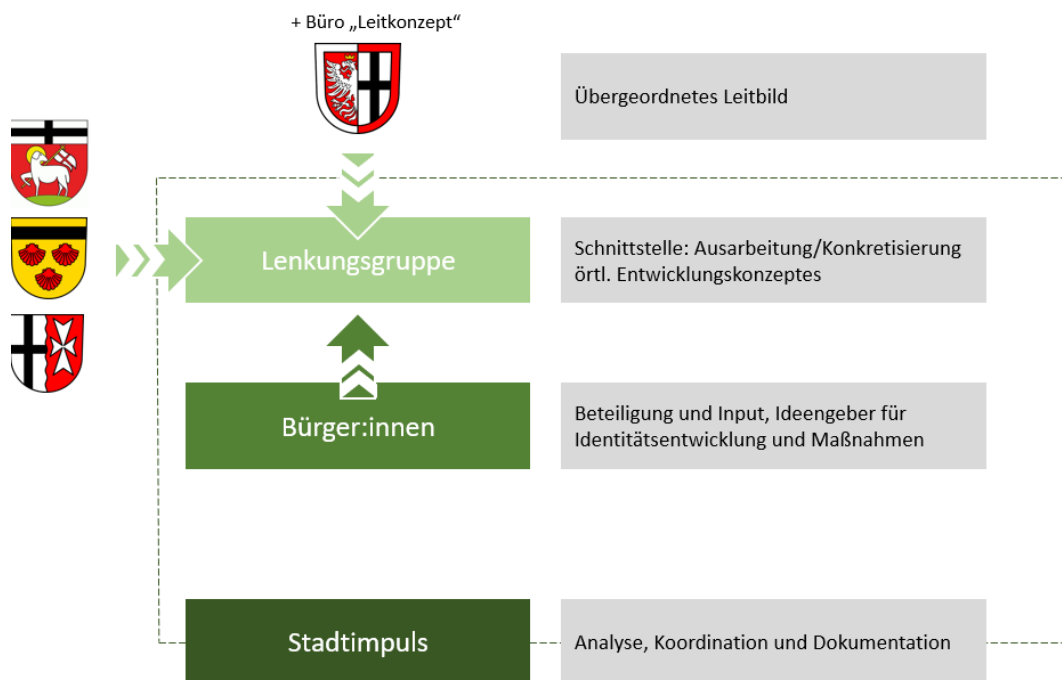 + Büro „Leitkonzept“
Übergeordnetes Leitbild
Lenkungsgruppe
Schnittstelle: Ausarbeitung/Konkretisierung
örtl. Entwicklungskonzeptes
Bürger:innen
Beteiligung und Input, Ideengeber für
Identitätsentwicklung und Maßnahmen
Stadtimpuls
Analyse, Koordination und Dokumentation